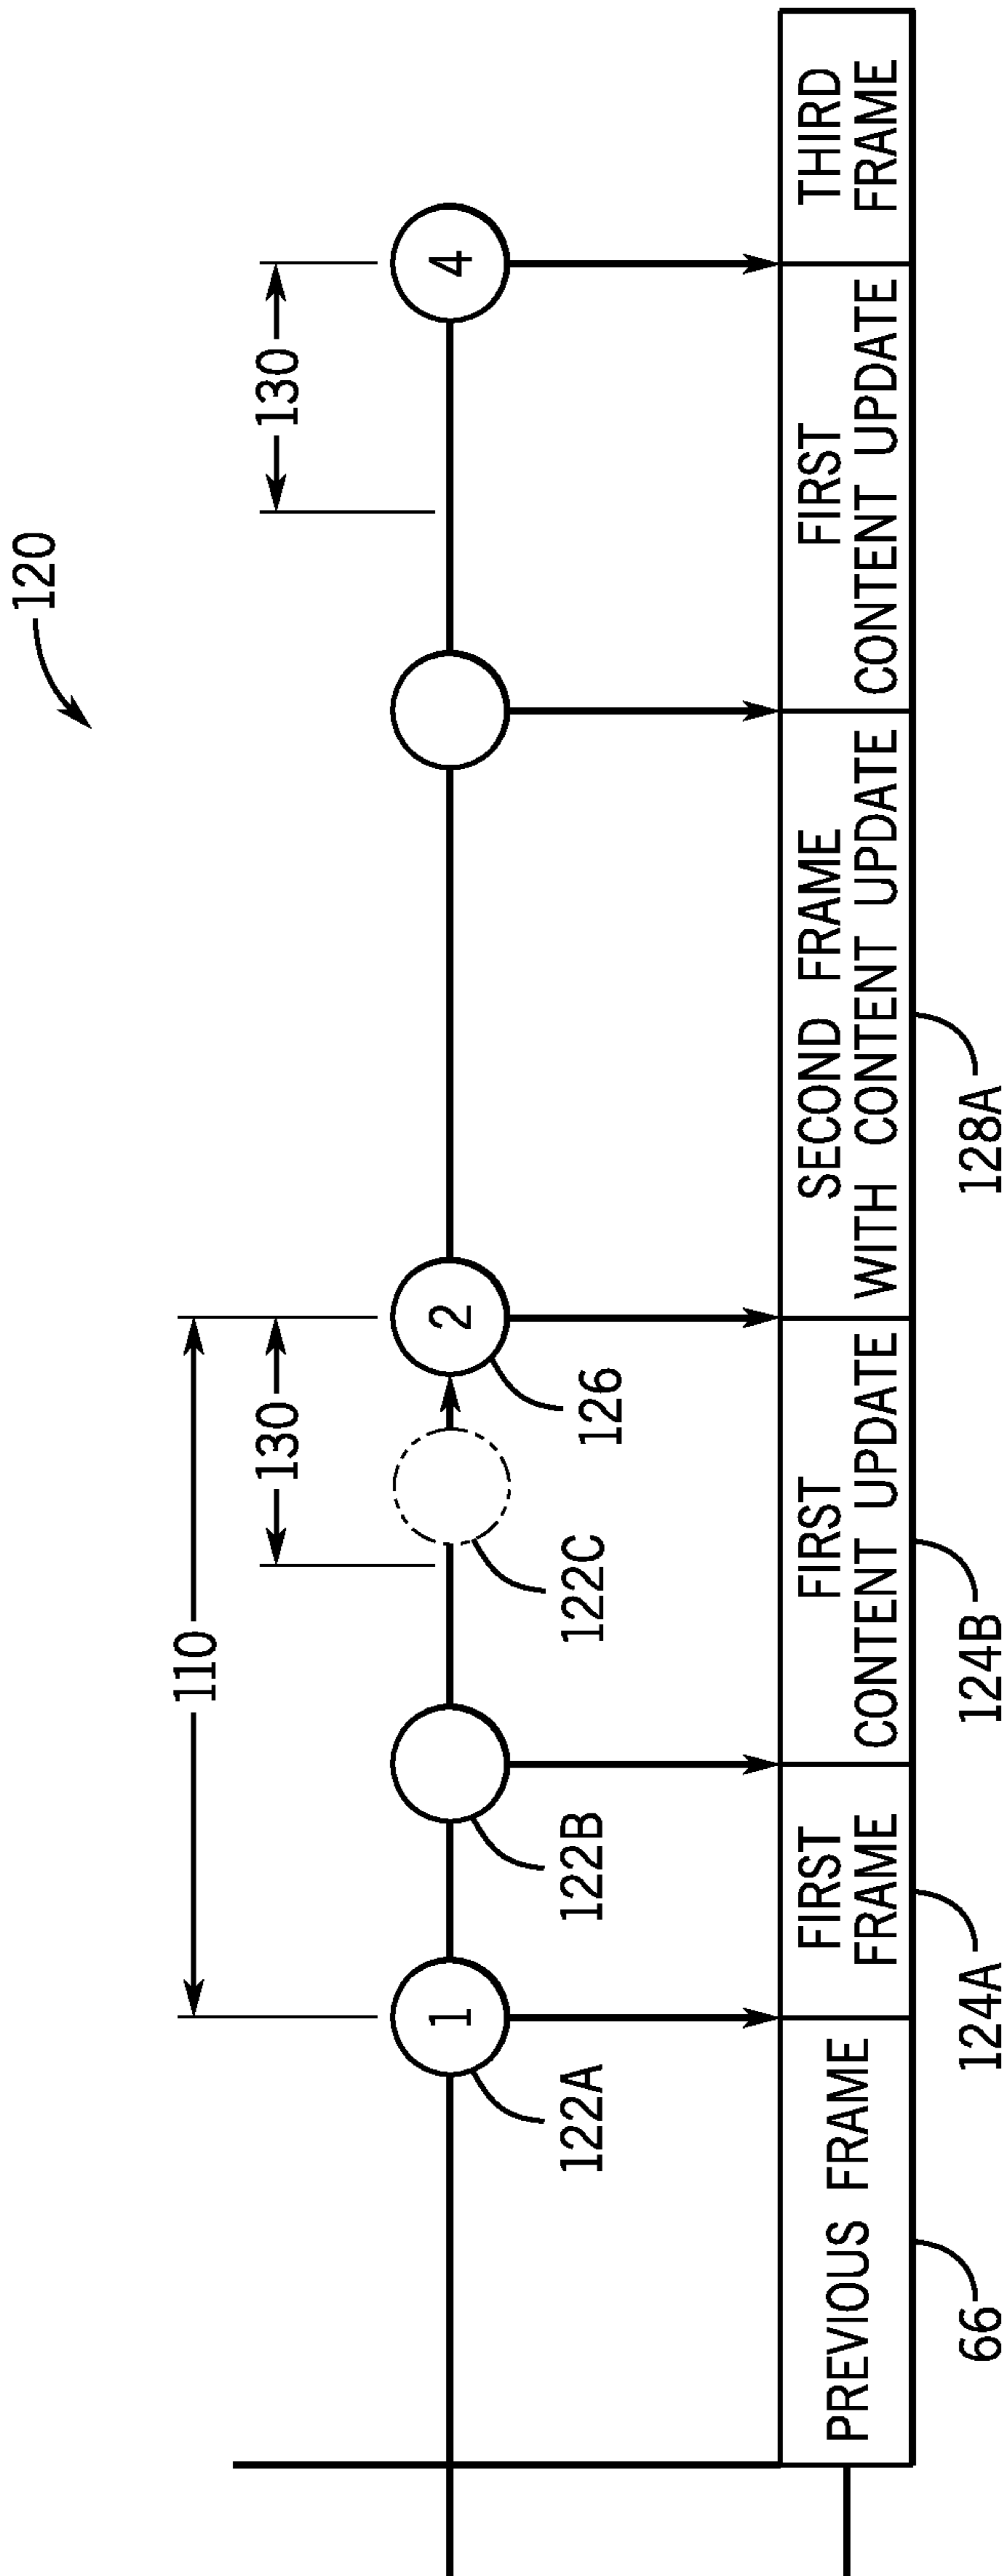 120
110
130
130
1
2
4
122A
122B
122C
126
PREVIOUS FRAME
FIRST
FRAME
FIRST
CONTENT UPDATE
SECOND FRAME
WITH CONTENT UPDATE
FIRST
CONTENT UPDATE
THIRD
FRAME
66
124A
124B
128A